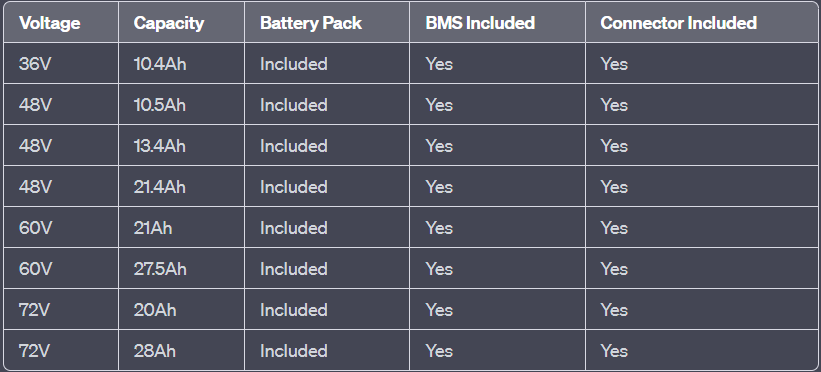 Voltage Capacity Battery Pack BMS Included Connector Included
36V 10.4Ah Included Yes Yes
48V 10.5Ah Included Yes Yes
48V 13.4Ah Included Yes Yes
48V 21.4Ah Included Yes Yes
60V 21Ah Included Yes Yes
60V 27.5Ah Included Yes Yes
72V 20Ah Included Yes Yes
72V 28Ah Included Yes Yes